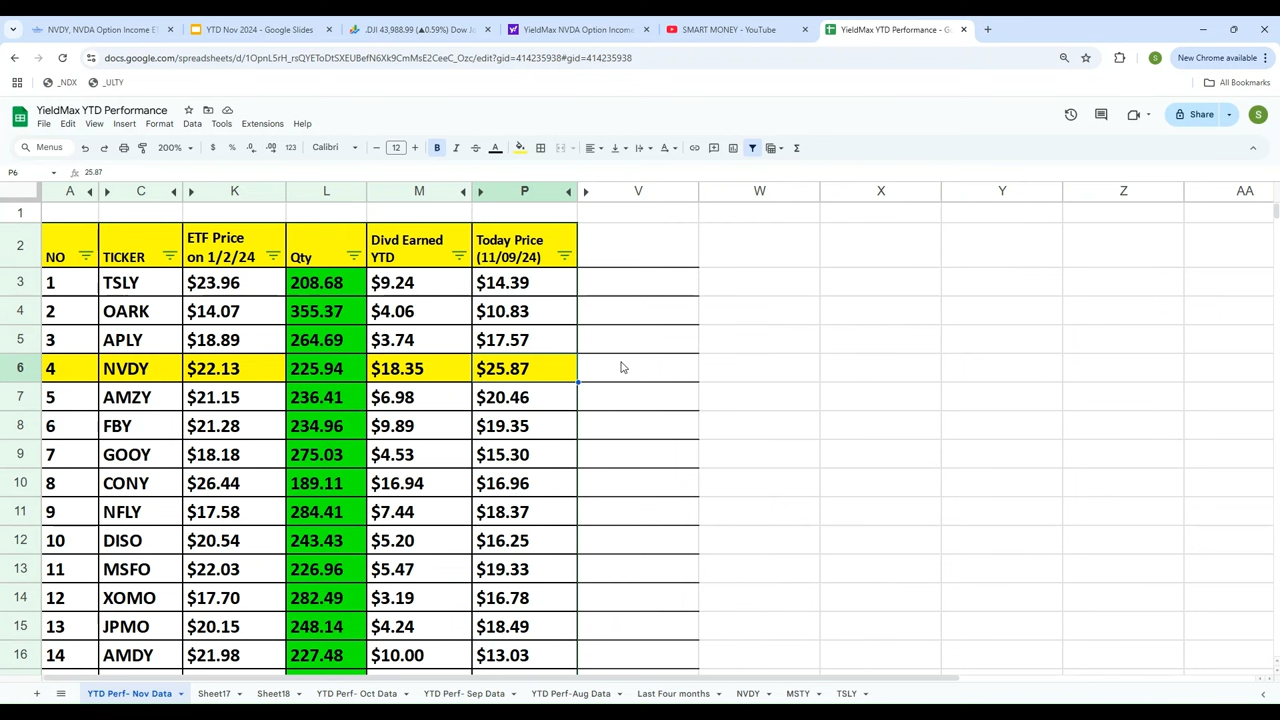 NVDY, NVDA Option Income ET
YTD Nov 2024 - Google Slides
.DJI 43,988.99 (▲0.59%) Dow Jo
YieldMax NVDA Option Income
SMART MONEY - YouTube
YieldMax YTD Performance - G
docs.google.com/spreadsheets/d/1OpnL5rH_rsQYEToDtSXEUBefN6Xk9CmMsE2CeeC_Ozc/edit?gid=414235938#gid=414235938
New Chrome available
_NDX
_ULTY
All Bookmarks
YieldMax YTD Performance
File Edit View Insert Format Data Tools Extensions Help
Share
S
Menus 200% $ % .0 .00 123 Calibri 12 B I A
P6 fx 25.87
A C K L M P V W X Y Z AA
1
2 NO TICKER ETF Price on 1/2/24 Qty Divd Earned YTD Today Price (11/09/24)
3 1 TSLY $23.96 208.68 $9.24 $14.39
4 2 OARK $14.07 355.37 $4.06 $10.83
5 3 APLY $18.89 264.69 $3.74 $17.57
6 4 NVDY $22.13 225.94 $18.35 $25.87
7 5 AMZY $21.15 236.41 $6.98 $20.46
8 6 FBY $21.28 234.96 $9.89 $19.35
9 7 GOOY $18.18 275.03 $4.53 $15.30
10 8 CONY $26.44 189.11 $16.94 $16.96
11 9 NFLY $17.58 284.41 $7.44 $18.37
12 10 DISO $20.54 243.43 $5.20 $16.25
13 11 MSFO $22.03 226.96 $5.47 $19.33
14 12 XOMO $17.70 282.49 $3.19 $16.78
15 13 JPMO $20.15 248.14 $4.24 $18.49
16 14 AMDY $21.98 227.48 $10.00 $13.03
YTD Perf- Nov Data Sheet17 Sheet18 YTD Perf- Oct Data YTD Perf- Sep Data YTD Perf-Aug Data Last Four months NVDY MSTY TSLY